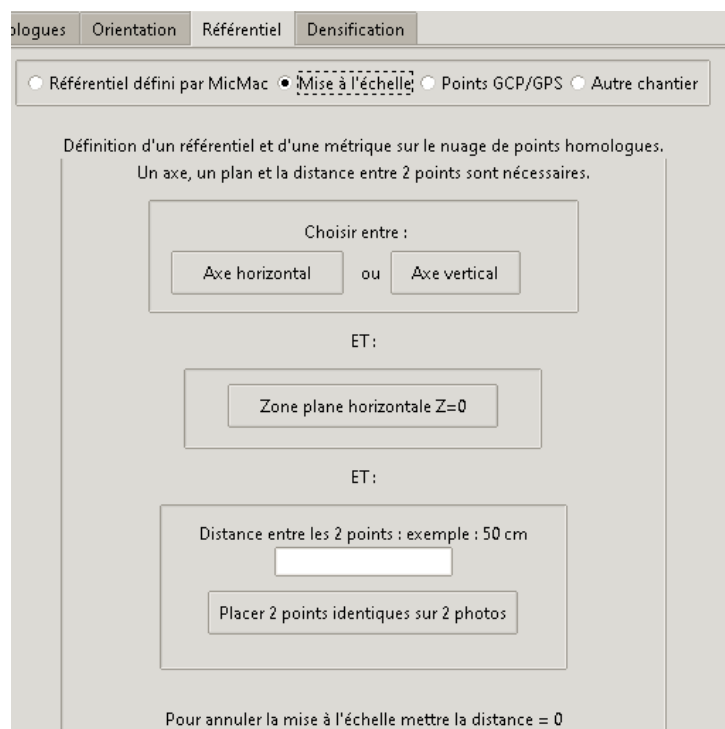 ologues Orientation Référentiel Densification
Référentiel défini par MicMac Mise à l'échelle Points GCP/GPS Autre chantier
Définition d'un référentiel et d'une métrique sur le nuage de points homologues.
Un axe, un plan et la distance entre 2 points sont nécessaires.
Choisir entre :
Axe horizontal ou Axe vertical
ET :
Zone plane horizontale Z=0
ET :
Distance entre les 2 points : exemple : 50 cm
Placer 2 points identiques sur 2 photos
Pour annuler la mise à l'échelle mettre la distance = 0